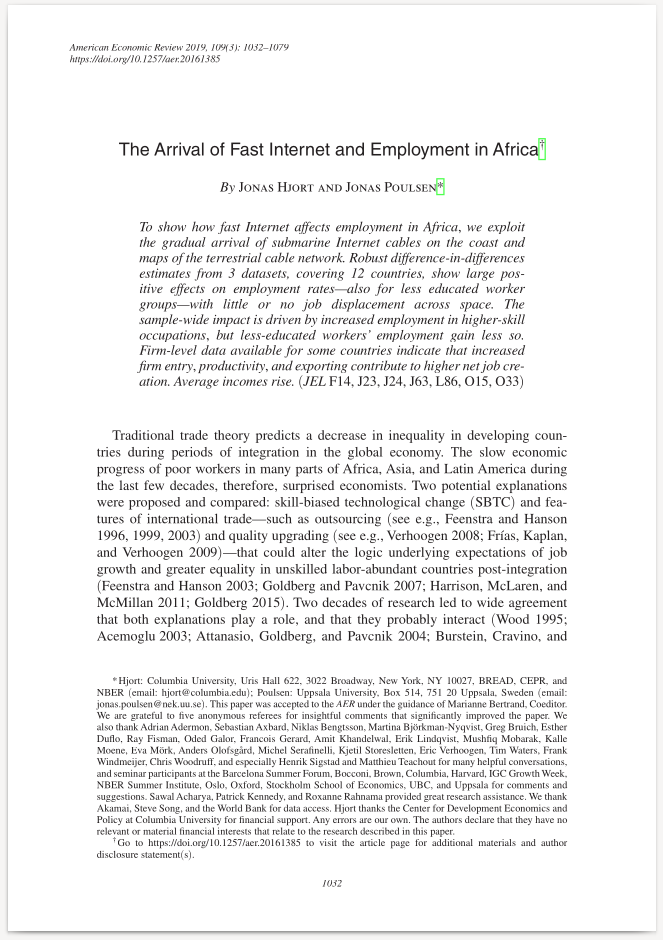 American Economic Review 2019, 109(3): 1032–1079
https://doi.org/10.1257/aer.20161385
The Arrival of Fast Internet and Employment in Africa†
By Jonas Hjort and Jonas Poulsen*
To show how fast Internet affects employment in Africa, we exploit
the gradual arrival of submarine Internet cables on the coast and
maps of the terrestrial cable network. Robust difference-in-differences
estimates from 3 datasets, covering 12 countries, show large pos-
itive effects on employment rates—also for less educated worker
groups—with little or no job displacement across space. The
sample-wide impact is driven by increased employment in higher-skill
occupations, but less-educated workers’ employment gain less so.
Firm-level data available for some countries indicate that increased
firm entry, productivity, and exporting contribute to higher net job cre-
ation. Average incomes rise. (JEL F14, J23, J24, J63, L86, O15, O33)
Traditional trade theory predicts a decrease in inequality in developing coun-
tries during periods of integration in the global economy. The slow economic
progress of poor workers in many parts of Africa, Asia, and Latin America during
the last few decades, therefore, surprised economists. Two potential explanations
were proposed and compared: skill-biased technological change (SBTC) and fea-
tures of international trade—such as outsourcing (see e.g., Feenstra and Hanson
1996, 1999, 2003) and quality upgrading (see e.g., Verhoogen 2008; Frías, Kaplan,
and Verhoogen 2009)—that could alter the logic underlying expectations of job
growth and greater equality in unskilled labor-abundant countries post-integration
(Feenstra and Hanson 2003; Goldberg and Pavcnik 2007; Harrison, McLaren, and
McMillan 2011; Goldberg 2015). Two decades of research led to wide agreement
that both explanations play a role, and that they probably interact (Wood 1995;
Acemoglu 2003; Attanasio, Goldberg, and Pavcnik 2004; Burstein, Cravino, and
*Hjort: Columbia University, Uris Hall 622, 3022 Broadway, New York, NY 10027, BREAD, CEPR, and
NBER (email: hjort@columbia.edu); Poulsen: Uppsala University, Box 514, 751 20 Uppsala, Sweden (email:
jonas.poulsen@nek.uu.se). This paper was accepted to the AER under the guidance of Marianne Bertrand, Coeditor.
We are grateful to five anonymous referees for insightful comments that significantly improved the paper. We
also thank Adrian Adermon, Sebastian Axbard, Niklas Bengtsson, Martina Björkman-Nyqvist, Greg Bruich, Esther
Duflo, Ray Fisman, Oded Galor, Francois Gerard, Amit Khandelwal, Erik Lindqvist, Mushfiq Mobarak, Kalle
Moene, Eva Mörk, Anders Olofsgård, Michel Serafinelli, Kjetil Storesletten, Eric Verhoogen, Tim Waters, Frank
Windmeijer, Chris Woodruff, and especially Henrik Sigstad and Matthieu Teachout for many helpful conversations,
and seminar participants at the Barcelona Summer Forum, Bocconi, Brown, Columbia, Harvard, IGC Growth Week,
NBER Summer Institute, Oslo, Oxford, Stockholm School of Economics, UBC, and Uppsala for comments and
suggestions. Sawal Acharya, Patrick Kennedy, and Roxanne Rahnama provided great research assistance. We thank
Akamai, Steve Song, and the World Bank for data access. Hjort thanks the Center for Development Economics and
Policy at Columbia University for financial support. Any errors are our own. The authors declare that they have no
relevant or material financial interests that relate to the research described in this paper.
†Go to https://doi.org/10.1257/aer.20161385 to visit the article page for additional materials and author
disclosure statement(s).
1032